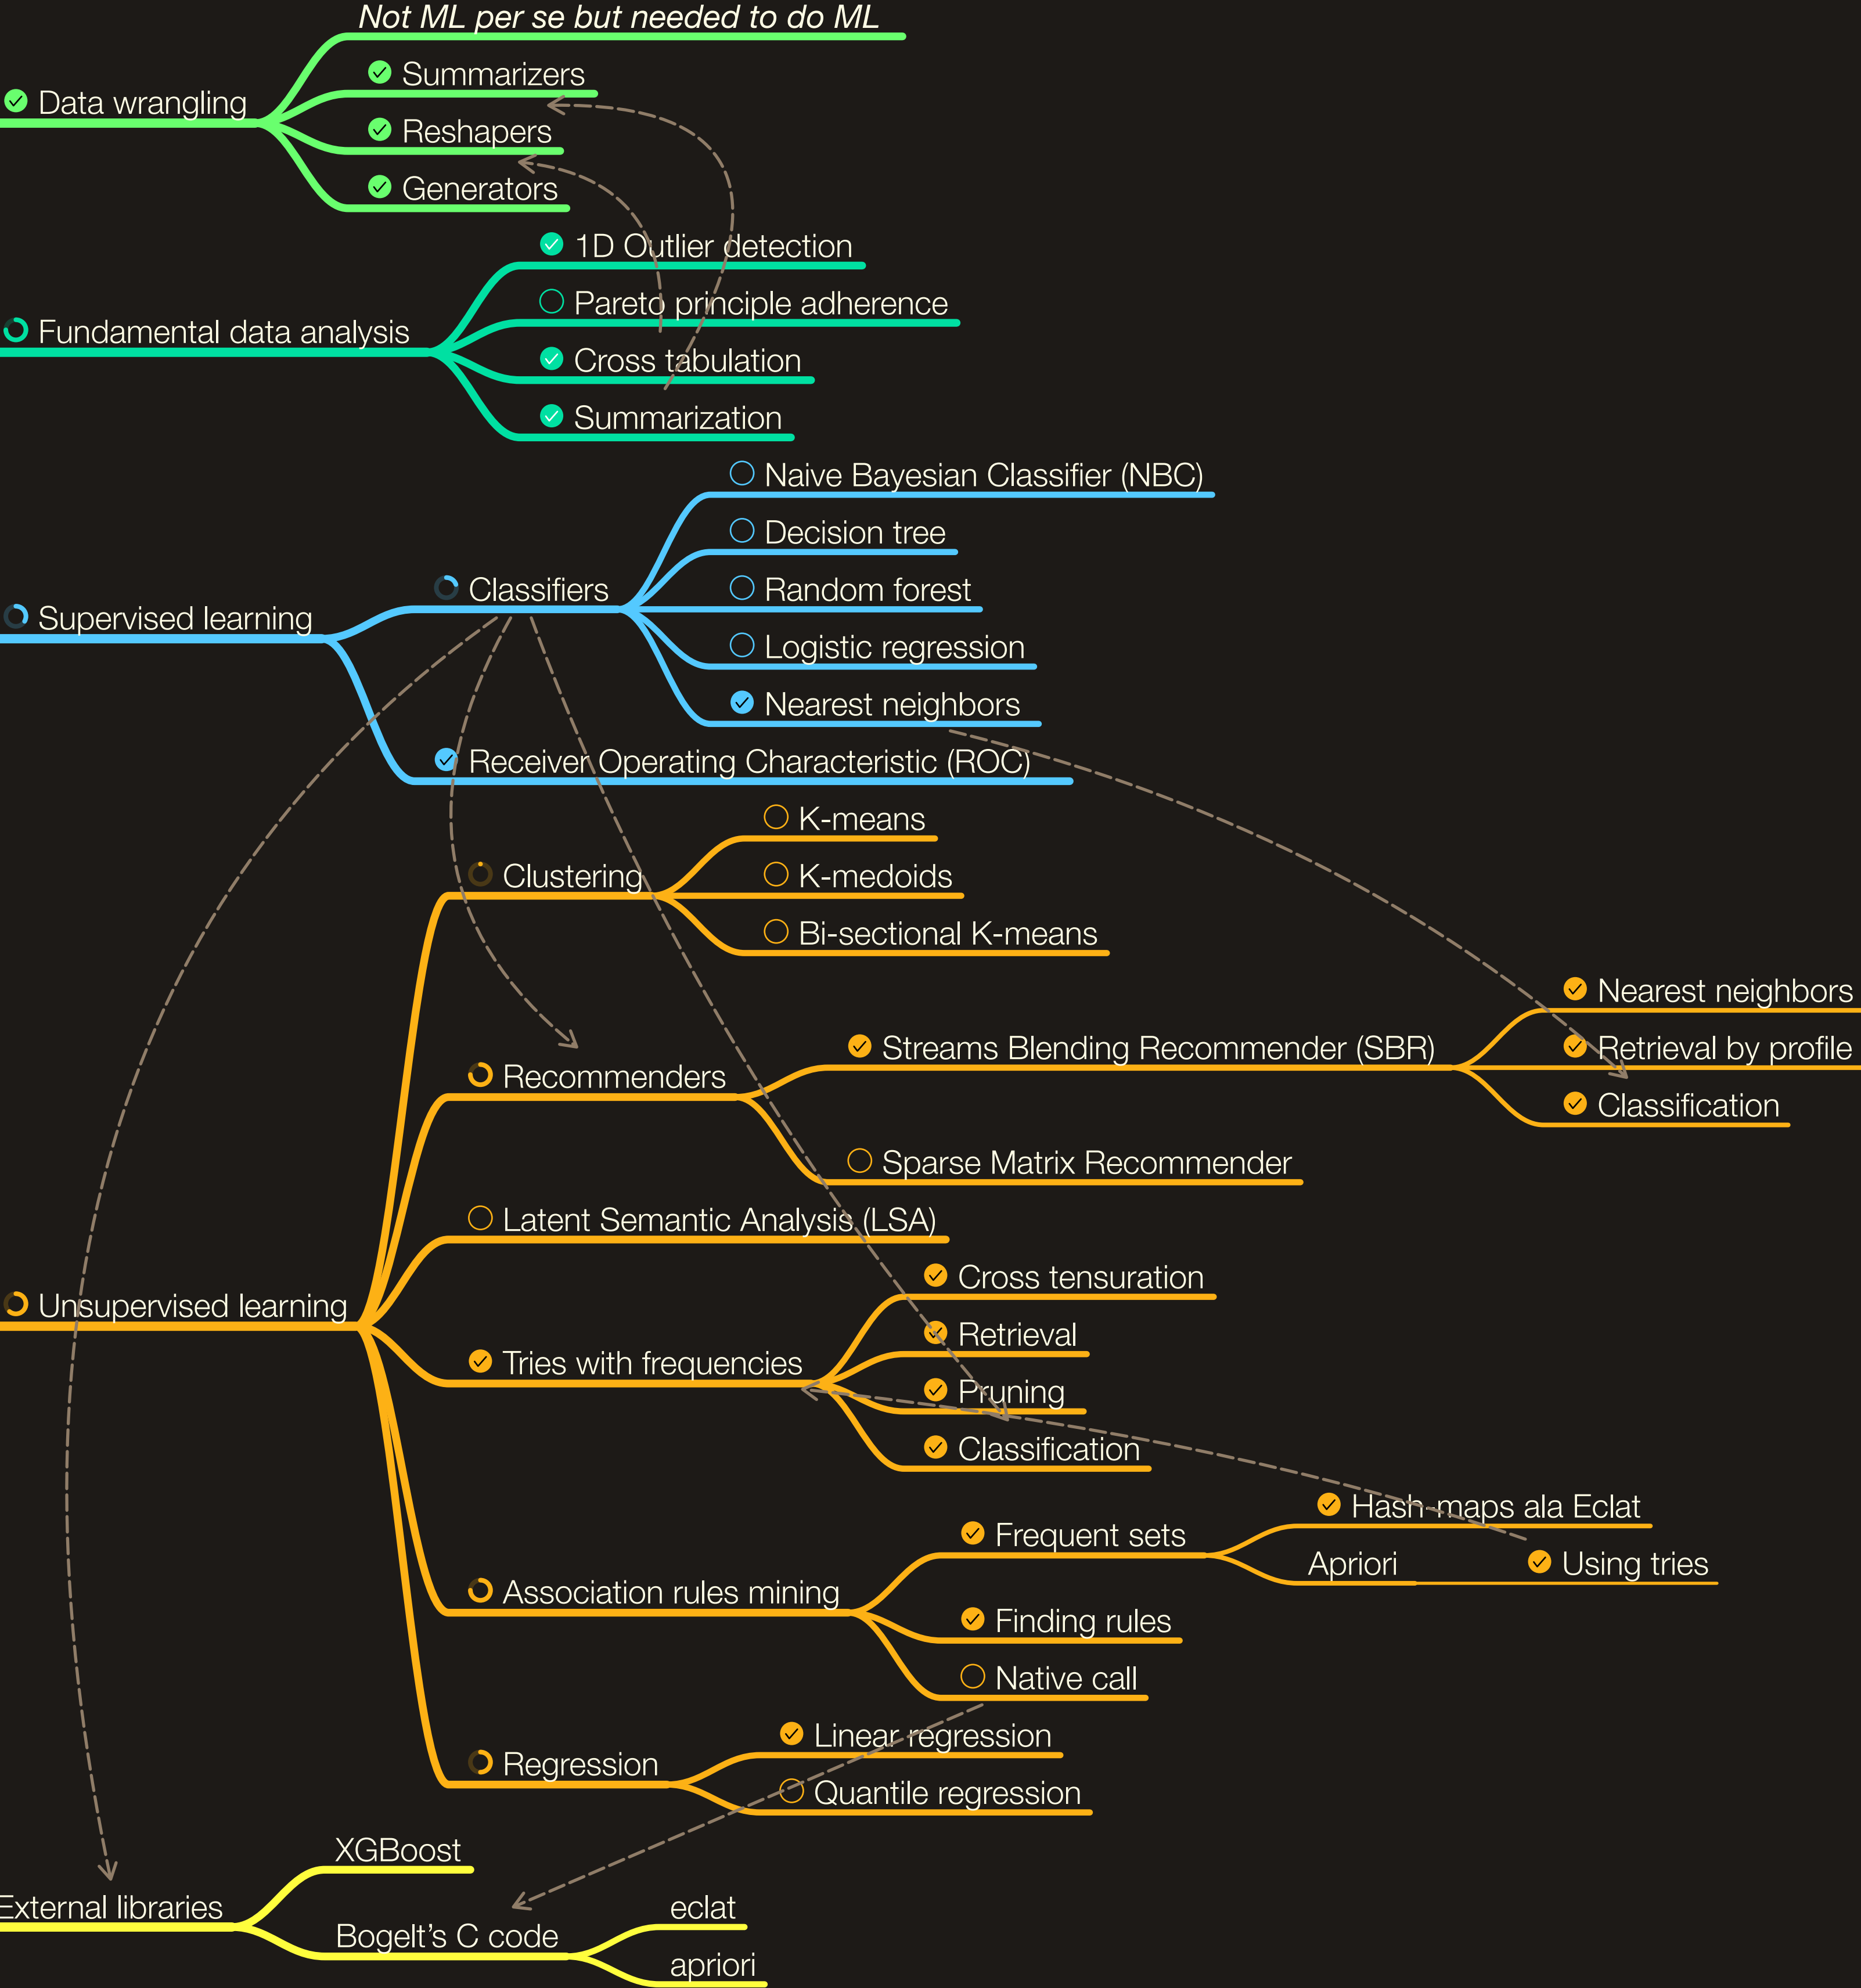 Not ML per se but needed to do ML
Data wrangling
Summarizers
Reshapers
Generators
Fundamental data analysis
1D Outlier detection
Pareto principle adherence
Cross tabulation
Summarization
Supervised learning
Classifiers
Naive Bayesian Classifier (NBC)
Decision tree
Random forest
Logistic regression
Nearest neighbors
Receiver Operating Characteristic (ROC)
Unsupervised learning
Clustering
K-means
K-medoids
Bi-sectional K-means
Recommenders
Streams Blending Recommender (SBR)
Nearest neighbors
Retrieval by profile
Classification
Sparse Matrix Recommender
Latent Semantic Analysis (LSA)
Tries with frequencies
Cross tensuration
Retrieval
Pruning
Classification
Association rules mining
Frequent sets
Hash-maps ala Eclat
Apriori
Using tries
Finding rules
Native call
Regression
Linear regression
Quantile regression
External libraries
XGBoost
Bogelt's C code
eclat
apriori